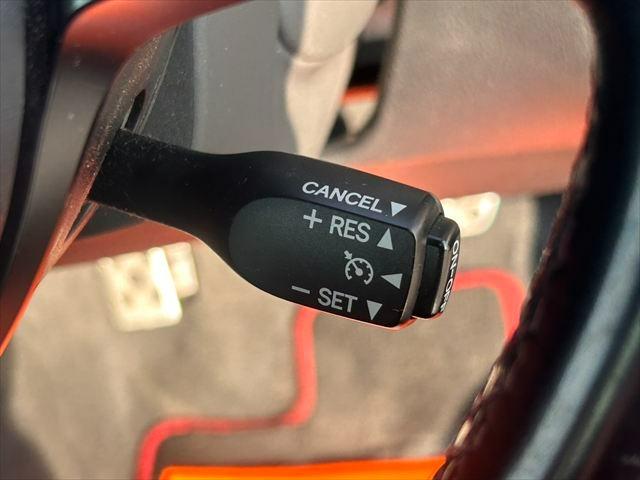 CANCEL
+ RES
− SET
ON-OFF